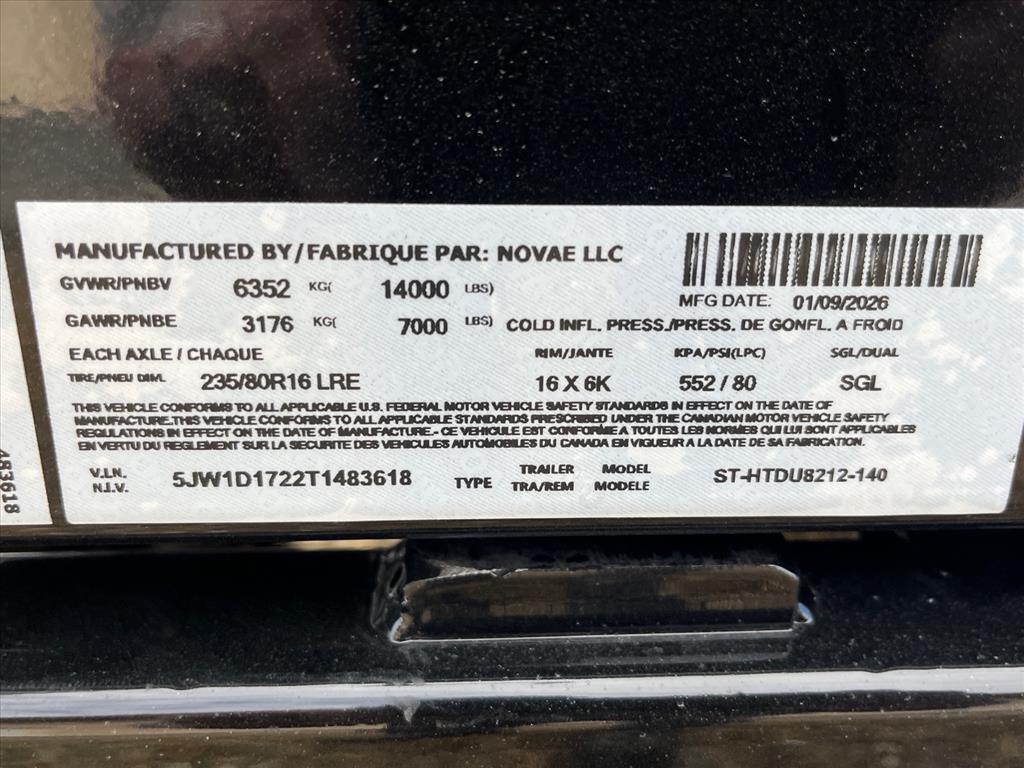 MANUFACTURED BY/FABRIQUE PAR: NOVAE LLC
GVWR/PNBV 6352 KG( 14000 LBS)
MFG DATE: 01/09/2026
GAWR/PNBE 3176 KG( 7000 LBS) COLD INFL. PRESS./PRESS. DE GONFL. A FROID
EACH AXLE / CHAQUE RIM/JANTE KPA/PSI(LPC) SGL/DUAL
TIRE/PNEU DIM. 235/80R16 LRE 16 X 6K 552 / 80 SGL
THIS VEHICLE CONFORMS TO ALL APPLICABLE U.S. FEDERAL MOTOR VEHICLE SAFETY STANDARDS IN EFFECT ON THE DATE OF
MANUFACTURE.THIS VEHICLE CONFORMS TO ALL APPLICABLE STANDARDS PRESCRIBED UNDER THE CANADIAN MOTOR VEHICLE SAFETY
REGULATIONS IN EFFECT ON THE DATE OF MANUFACTURE.- CE VEHICULE EST CONFORME A TOUTES LES NORMES QUI LUI SONT APPLICABLES
EN VERTU DU REGLEMENT SUR LA SECURITE DES VEHICULES AUTOMOBILES DU CANADA EN VIGUEUR A LA DATE DE SA FABRICATION.
V.I.N. 5JW1D1722T1483618 TYPE TRAILER MODEL ST-HTDU8212-140
N.I.V. TRA/REM MODELE
483618